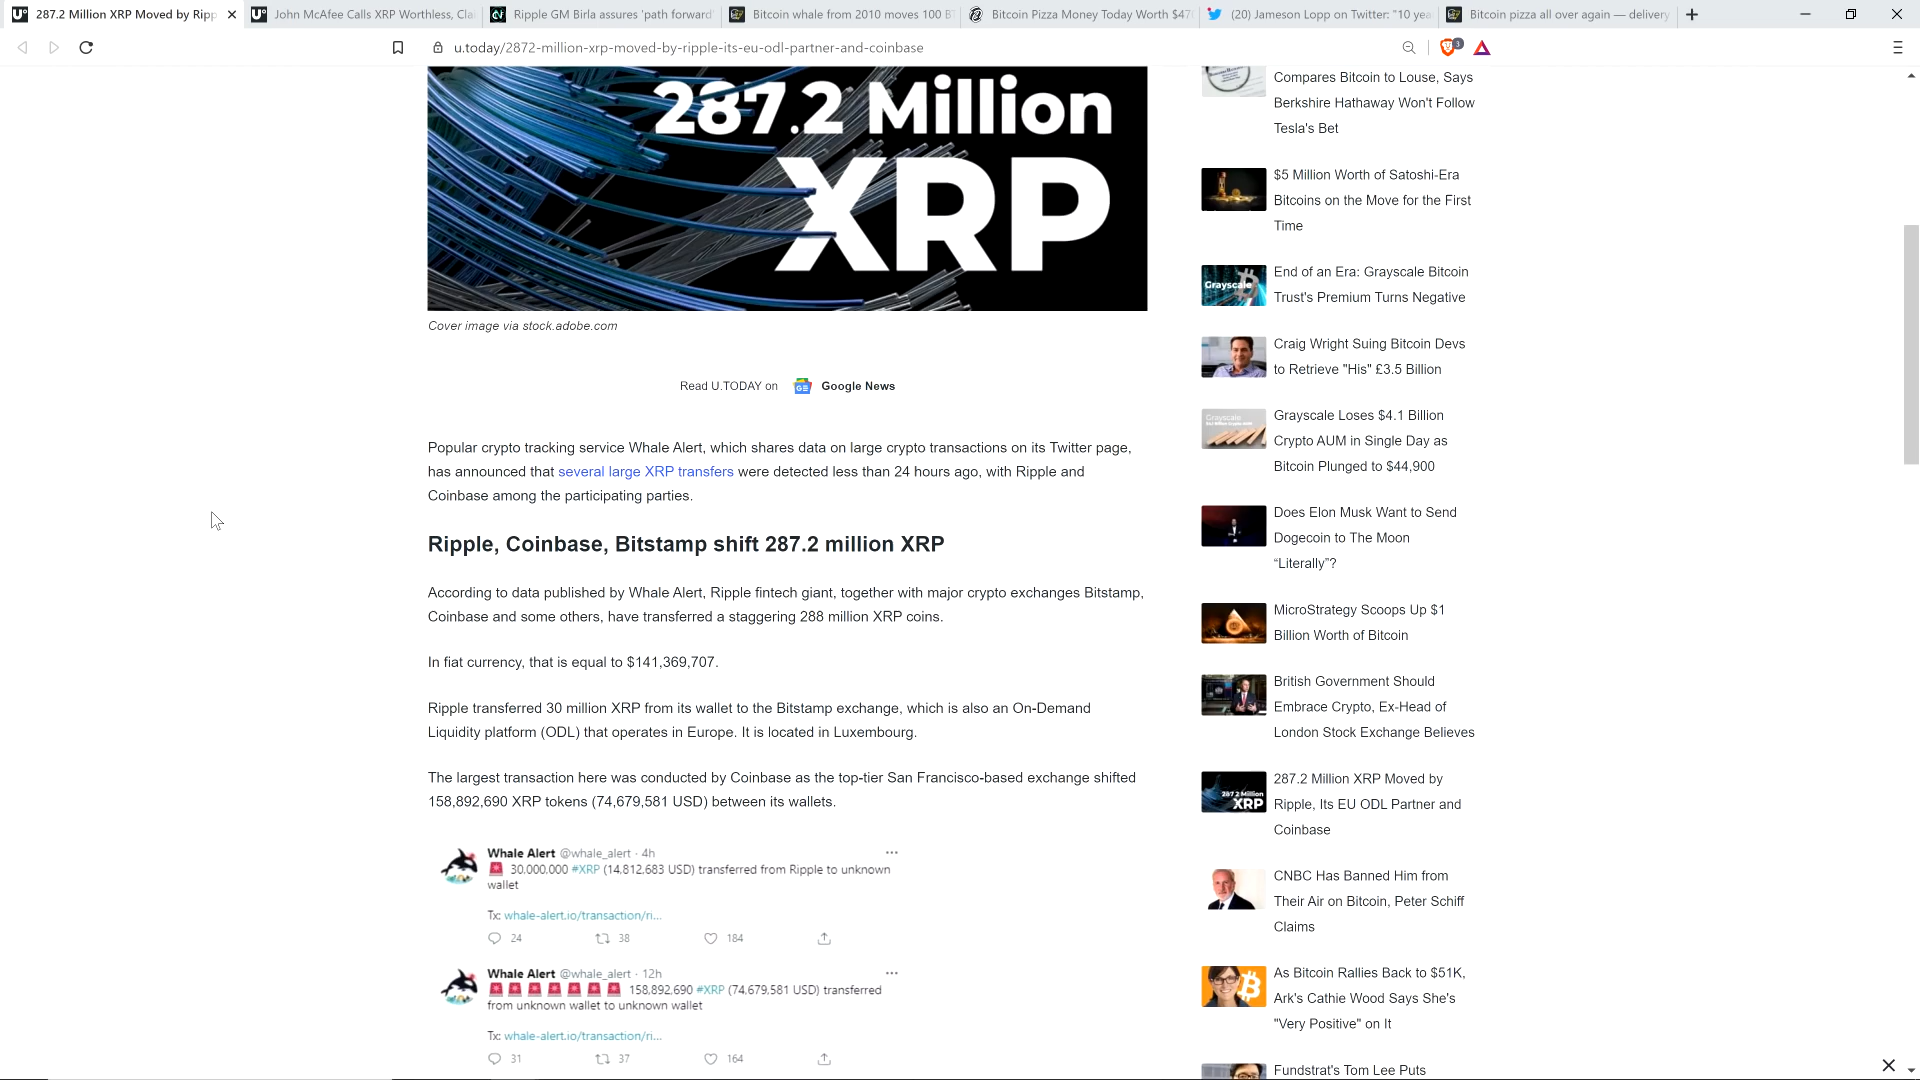 287.2 Million XRP Moved by Ripp
John McAfee Calls XRP Worthless, Cla
Ripple GM Birla assures 'path forward'
Bitcoin whale from 2010 moves 100 B
Bitcoin Pizza Money Today Worth $47
(20) Jameson Lopp on Twitter: "10 yea
Bitcoin pizza all over again — delivery
u.today/2872-million-xrp-moved-by-ripple-its-eu-odl-partner-and-coinbase
3
287.2 Million
XRP
Cover image via stock.adobe.com
Read U.TODAY on
GE
Google News
Popular crypto tracking service Whale Alert, which shares data on large crypto transactions on its Twitter page,
has announced that several large XRP transfers were detected less than 24 hours ago, with Ripple and
Coinbase among the participating parties.
Ripple, Coinbase, Bitstamp shift 287.2 million XRP
According to data published by Whale Alert, Ripple fintech giant, together with major crypto exchanges Bitstamp,
Coinbase and some others, have transferred a staggering 288 million XRP coins.
In fiat currency, that is equal to $141,369,707.
Ripple transferred 30 million XRP from its wallet to the Bitstamp exchange, which is also an On-Demand
Liquidity platform (ODL) that operates in Europe. It is located in Luxembourg.
The largest transaction here was conducted by Coinbase as the top-tier San Francisco-based exchange shifted
158,892,690 XRP tokens (74,679,581 USD) between its wallets.
Whale Alert @whale_alert · 4h
30,000,000 #XRP (14,812,683 USD) transferred from Ripple to unknown
wallet
Tx: whale-alert.io/transaction/ri...
24
38
184
Whale Alert @whale_alert · 12h
158,892,690 #XRP (74,679,581 USD) transferred
from unknown wallet to unknown wallet
Tx: whale-alert.io/transaction/ri...
31
37
164
Compares Bitcoin to Louse, Says
Berkshire Hathaway Won't Follow
Tesla's Bet
$5 Million Worth of Satoshi-Era
Bitcoins on the Move for the First
Time
Grayscale
End of an Era: Grayscale Bitcoin
Trust's Premium Turns Negative
Craig Wright Suing Bitcoin Devs
to Retrieve "His" £3.5 Billion
Grayscale
Grayscale Loses $4.1 Billion
Crypto AUM in Single Day as
Bitcoin Plunged to $44,900
Does Elon Musk Want to Send
Dogecoin to The Moon
“Literally”?
MicroStrategy Scoops Up $1
Billion Worth of Bitcoin
British Government Should
Embrace Crypto, Ex-Head of
London Stock Exchange Believes
287.2 Million
XRP
287.2 Million XRP Moved by
Ripple, Its EU ODL Partner and
Coinbase
CNBC Has Banned Him from
Their Air on Bitcoin, Peter Schiff
Claims
As Bitcoin Rallies Back to $51K,
Ark's Cathie Wood Says She's
"Very Positive" on It
Fundstrat's Tom Lee Puts